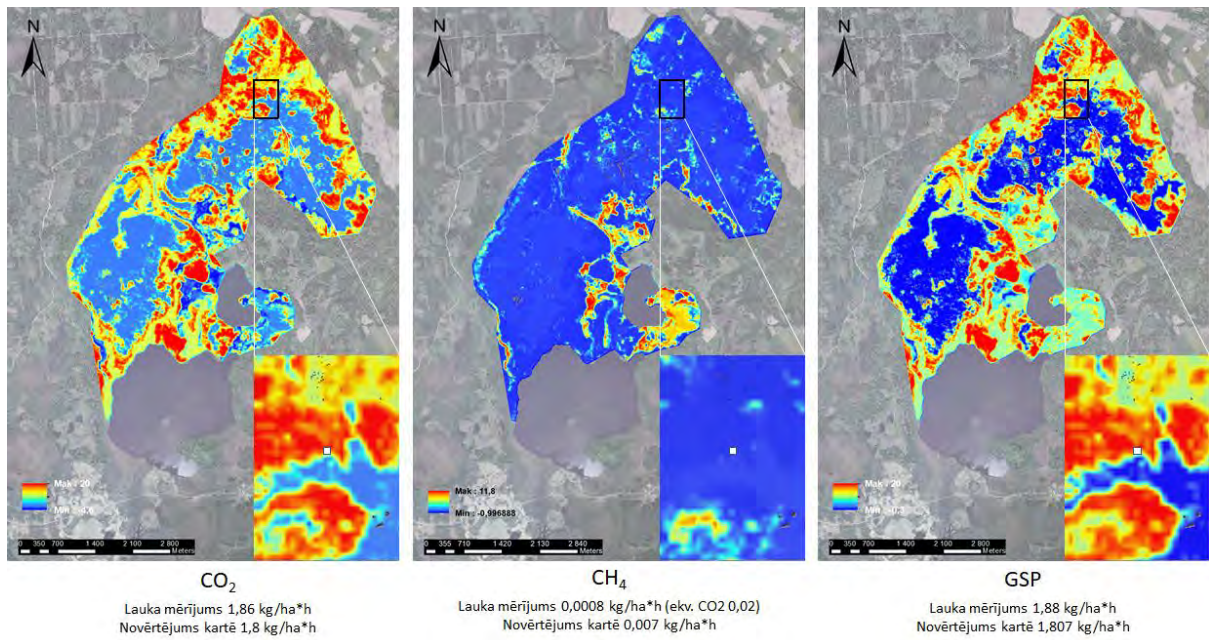 N
Mak : 20
0 350 700 1 400 2 100 2 800
Meters
CO₂
Lauka mērījums 1,86 kg/ha*h
Novērtējums kartē 1,8 kg/ha*h
N
Mak : 11,8
Min : -0,996888
0 355 710 1 420 2 130 2 840
Meters
CH₄
Lauka mērījums 0,0008 kg/ha*h (ekv. CO2 0,02)
Novērtējums kartē 0,007 kg/ha*h
N
Mak : 20
0 350 700 1 400 2 100 2 800
Meters
GSP
Lauka mērījums 1,88 kg/ha*h
Novērtējums kartē 1,807 kg/ha*h